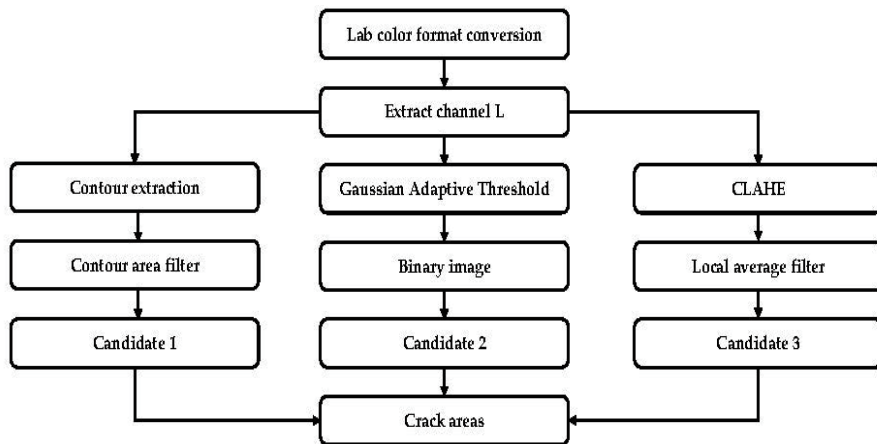 Lab color format conversion
Extract channel L
Contour extraction
Gaussian Adaptive Threshold
CLAHE
Contour area filter
Binary image
Local average filter
Candidate 1
Candidate 2
Candidate 3
Crack areas